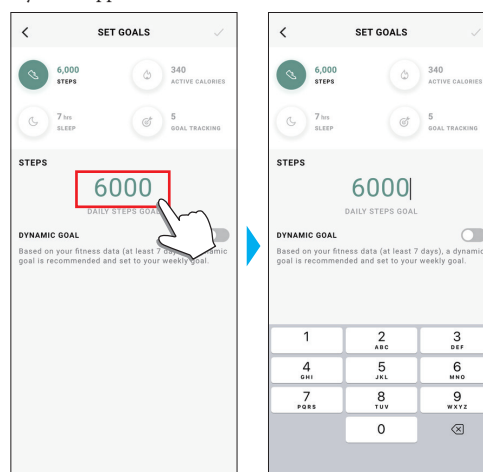 SET GOALS
6,000
STEPS
340
ACTIVE CALORIES
7 hrs
SLEEP
5
GOAL TRACKING
STEPS
6000
DAILY STEPS GOAL
DYNAMIC GOAL
Based on your fitness data (at least 7
goal is recommended and set to your weekly goal.
SET GOALS
6,000
STEPS
340
ACTIVE CALORIES
7 hrs
SLEEP
5
GOAL TRACKING
STEPS
6000
DAILY STEPS GOAL
DYNAMIC GOAL
Based on your fitness data (at least 7 days), a dynamic
goal is recommended and set to your weekly goal.
1
2 ABC
3 DEF
4 GHI
5 JKL
6 MNO
7 PQRS
8 TUV
9 WXYZ
0